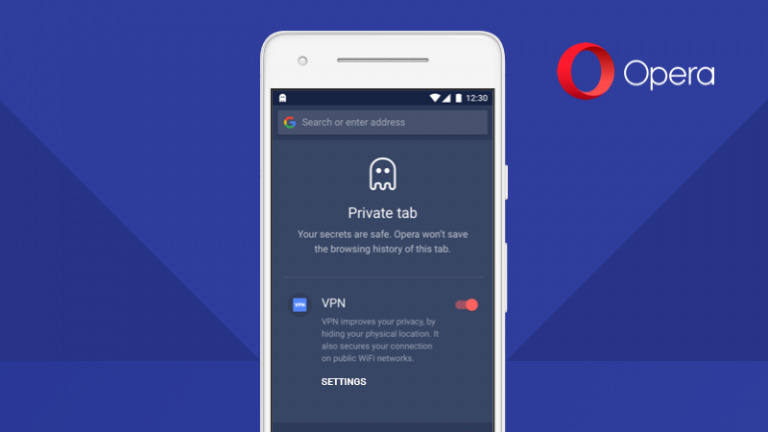 Opera
12:30
Search or enter address
Private tab
Your secrets are safe. Opera won't save
the browsing history of this tab.
VPN
VPN
VPN improves your privacy, by
hiding your physical location. It
also secures your connection
on public WiFi networks.
SETTINGS